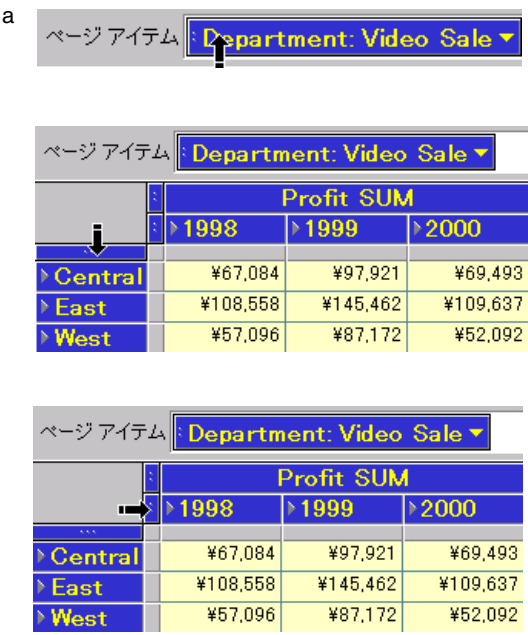 a
ページ アイテム Department: Video Sale
ページ アイテム Department: Video Sale
Profit SUM
1998 1999 2000
Central ¥67,084 ¥97,921 ¥69,493
East ¥108,558 ¥145,462 ¥109,637
West ¥57,096 ¥87,172 ¥52,092
ページ アイテム Department: Video Sale
Profit SUM
1998 1999 2000
Central ¥67,084 ¥97,921 ¥69,493
East ¥108,558 ¥145,462 ¥109,637
West ¥57,096 ¥87,172 ¥52,092